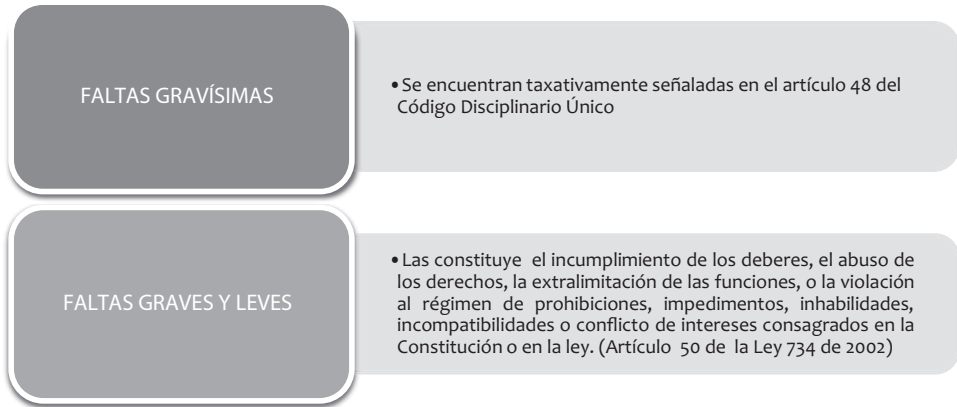 FALTAS GRAVÍSIMAS
•Se encuentran taxativamente señaladas en el artículo 48 del
Código Disciplinario Único
FALTAS GRAVES Y LEVES
•Las constituye el incumplimiento de los deberes, el abuso de
los derechos, la extralimitación de las funciones, o la violación
al régimen de prohibiciones, impedimentos, inhabilidades,
incompatibilidades o conflicto de intereses consagrados en la
Constitución o en la ley. (Artículo 50 de la Ley 734 de 2002)